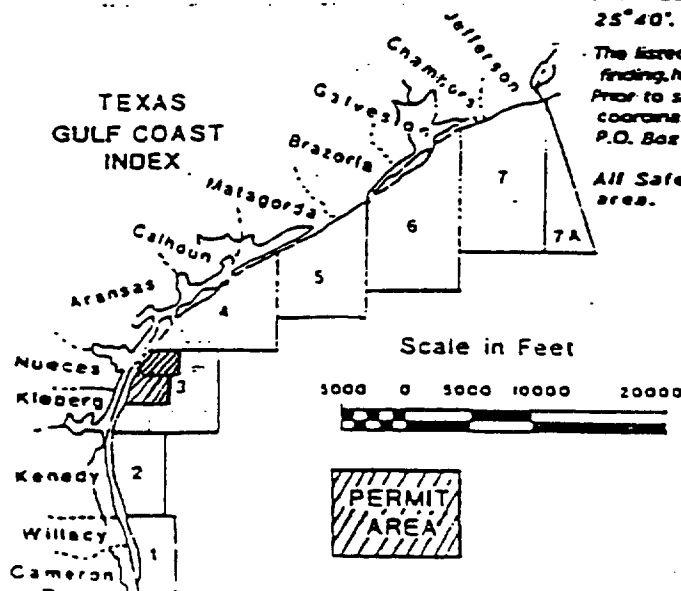 25°40'.
The listed
finding, h
Prior to s
coordina
P.O. Box
All Safe
area.
TEXAS
GULF COAST
INDEX
Jefferson
Chambers
Galveston
Brazoria
Matagorda
Calhoun
Aransas
Nueces
Kleberg
Kenedy
Willacy
Cameron
7
7A
6
5
4
3
2
1
Scale in Feet
5000 0 5000 10000 20000
PERMIT
AREA